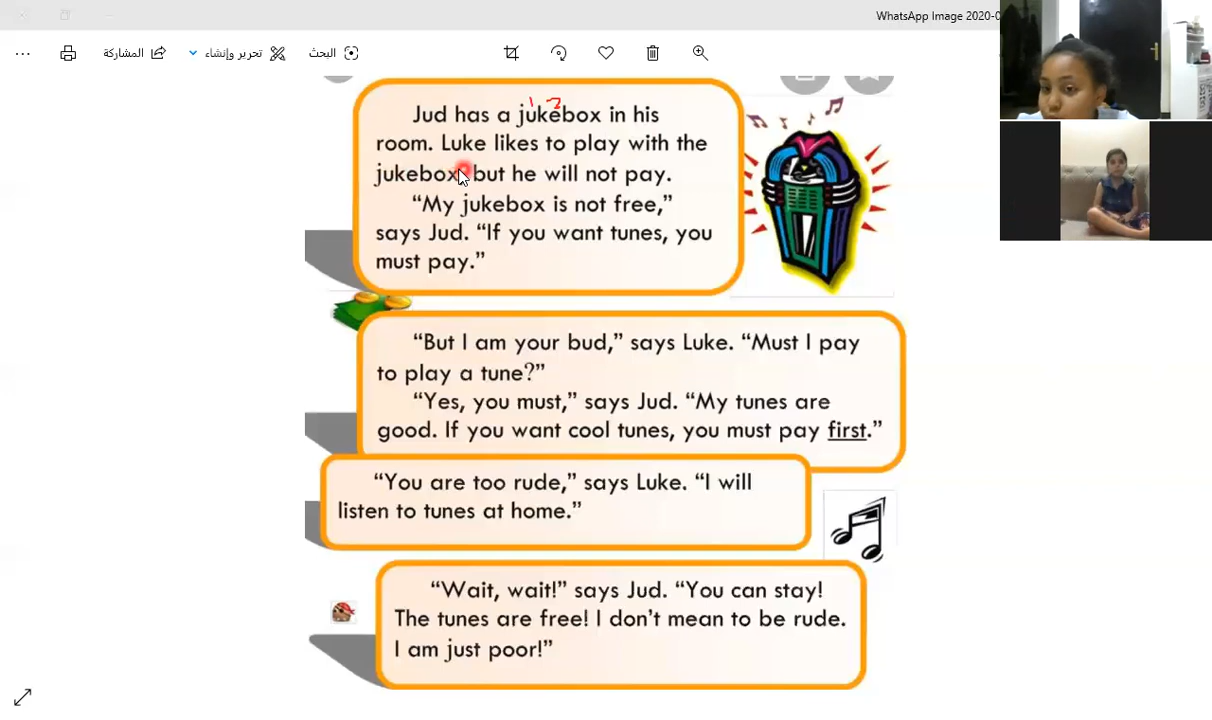 WhatsApp Image 2020-0
المشاركة
تحرير وإنشاء
البحث
1 2
Jud has a jukebox in his
room. Luke likes to play with the
jukebox, but he will not pay.
“My jukebox is not free,”
says Jud. “If you want tunes, you
must pay.”
“But I am your bud,” says Luke. “Must I pay
to play a tune?”
“Yes, you must,” says Jud. “My tunes are
good. If you want cool tunes, you must pay first.”
“You are too rude,” says Luke. “I will
listen to tunes at home.”
“Wait, wait!” says Jud. “You can stay!
The tunes are free! I don’t mean to be rude.
I am just poor!”